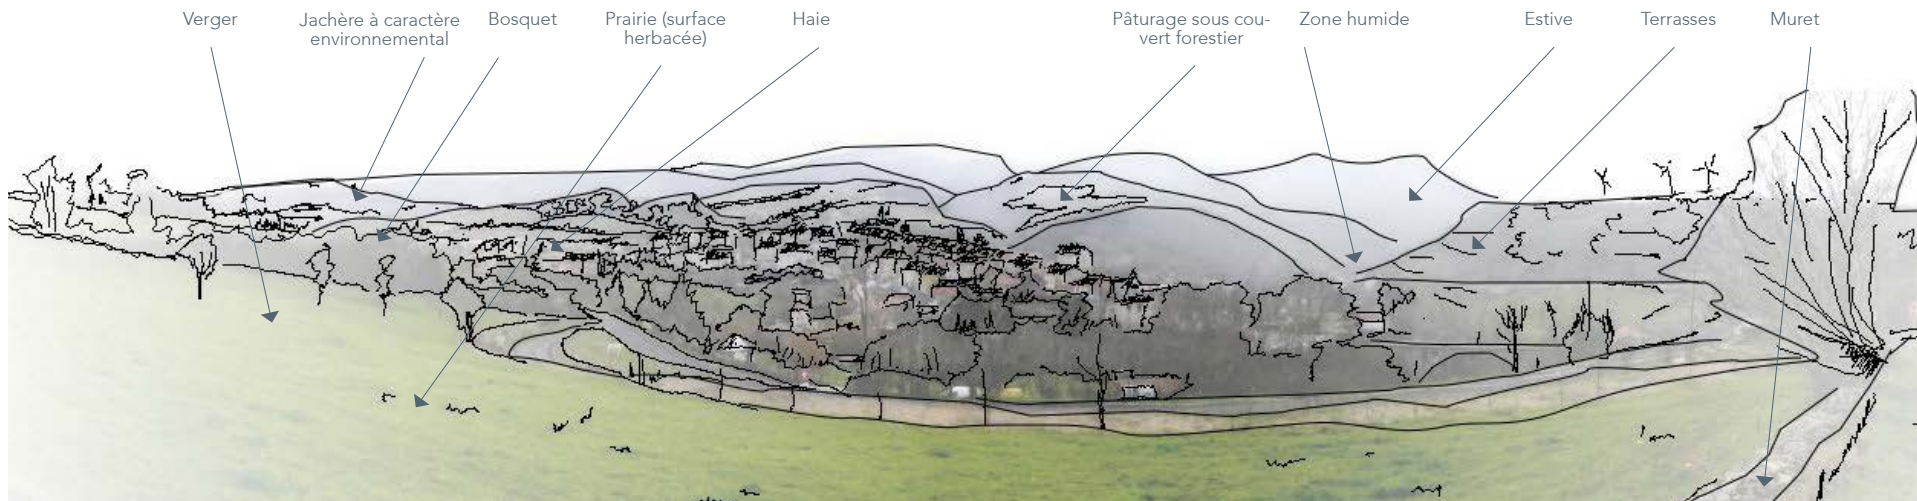 Verger
Jachère à caractère
environnemental
Bosquet
Prairie (surface
herbacée)
Haie
Pâturage sous cou-
vert forestier
Zone humide
Estive
Terrasses
Muret